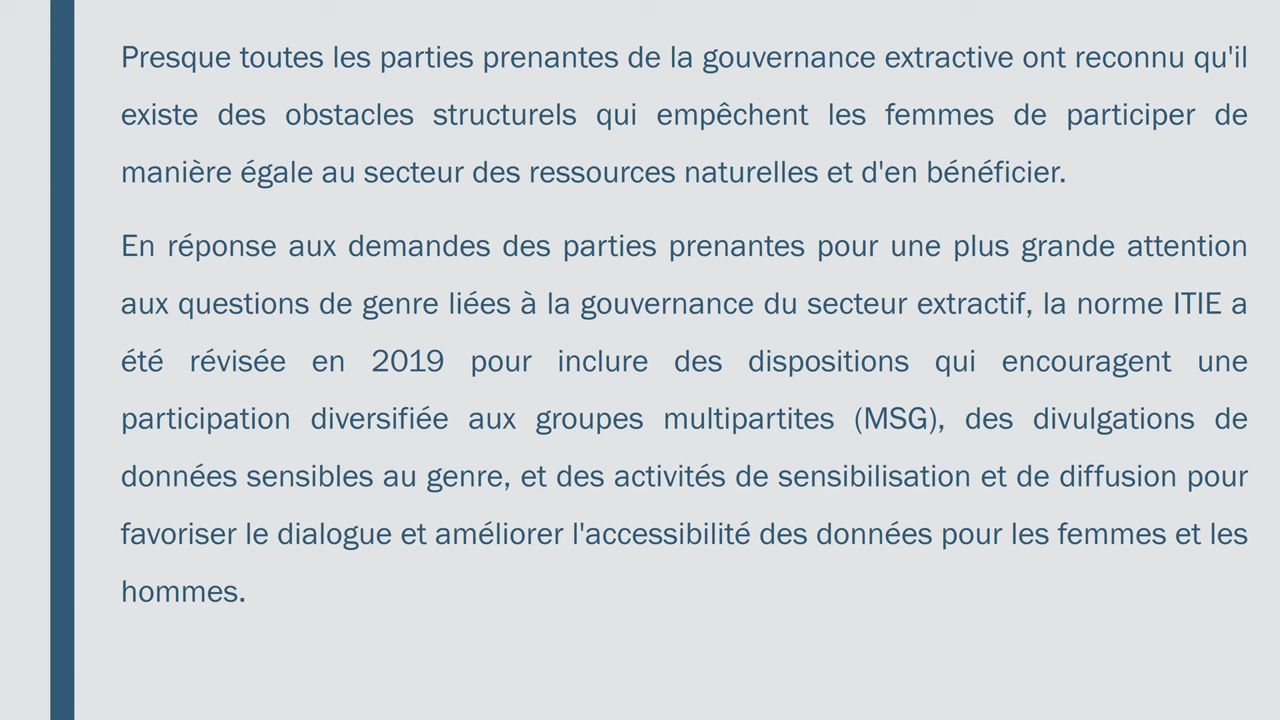 Presque toutes les parties prenantes de la gouvernance extractive ont reconnu qu'il
existe des obstacles structurels qui empêchent les femmes de participer de
manière égale au secteur des ressources naturelles et d'en bénéficier.
En réponse aux demandes des parties prenantes pour une plus grande attention
aux questions de genre liées à la gouvernance du secteur extractif, la norme ITIE a
été révisée en 2019 pour inclure des dispositions qui encouragent une
participation diversifiée aux groupes multipartites (MSG), des divulgations de
données sensibles au genre, et des activités de sensibilisation et de diffusion pour
favoriser le dialogue et améliorer l'accessibilité des données pour les femmes et les
hommes.